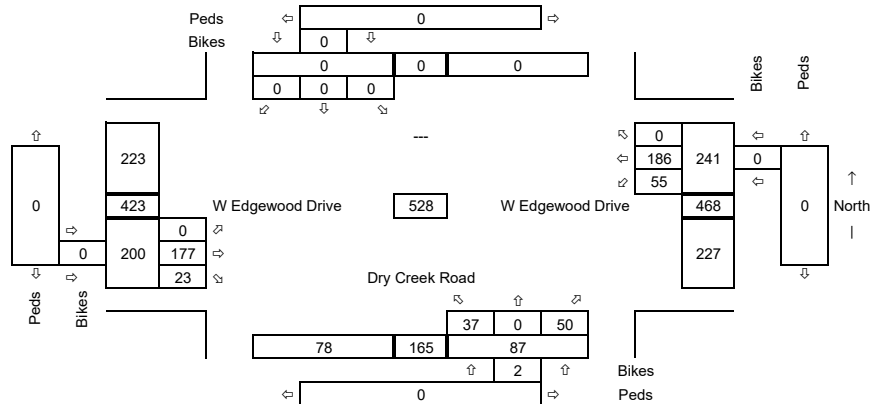 Peds 0
Bikes 0
0 0 0
0 0 0
Bikes
Peds
---
223
0 241 0
186
55
0
423 W Edgewood Drive 528 W Edgewood Drive 468 0 North
0
0 200 177 227
23
Dry Creek Road
Peds
Bikes
37 0 50
78 165 87
2 Bikes
0 Peds